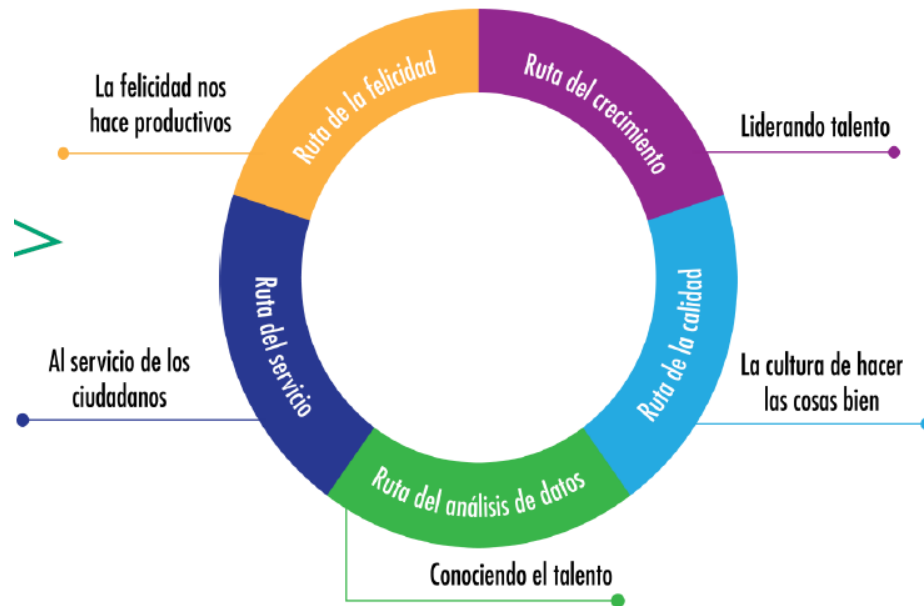 La felicidad nos
hace productivos
Ruta de la felicidad
Ruta del crecimiento
Liderando talento
Ruta del servicio
Ruta de la calidad
Al servicio de los
ciudadanos
La cultura de hacer
las cosas bien
Ruta del análisis de datos
Conociendo el talento